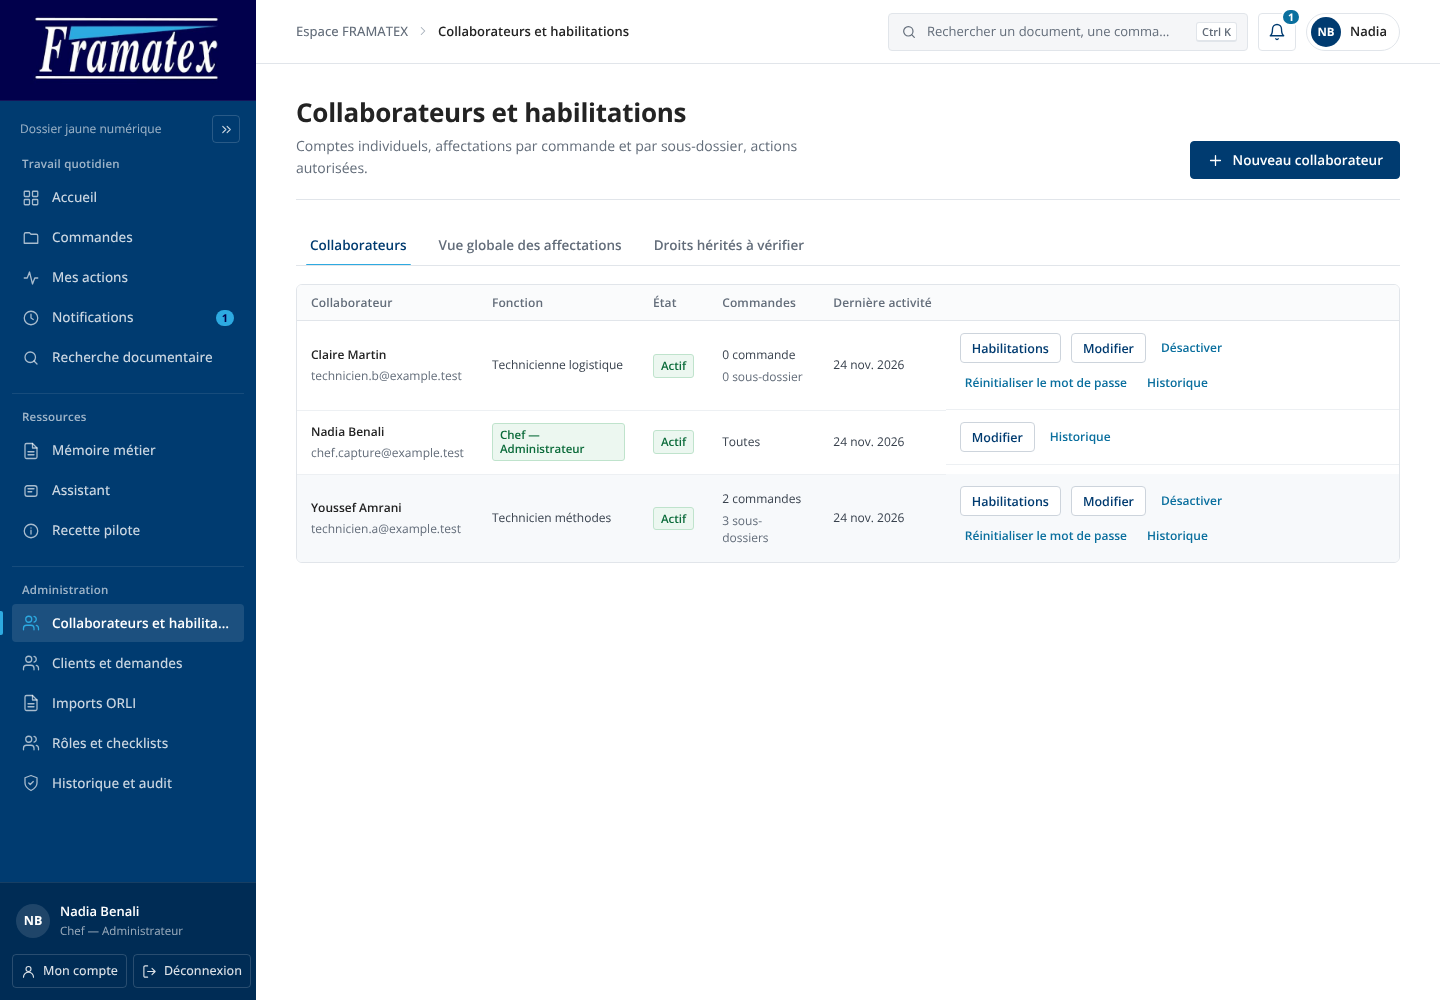 Framatex
Dossier jaune numérique
Travail quotidien
Accueil
Commandes
Mes actions
Notifications 1
Recherche documentaire
Ressources
Mémoire métier
Assistant
Recette pilote
Administration
Collaborateurs et habilita...
Clients et demandes
Imports ORLI
Rôles et checklists
Historique et audit
NB
Nadia Benali
Chef — Administrateur
Mon compte
Déconnexion
Espace FRAMATEX > Collaborateurs et habilitations
Rechercher un document, une comma... Ctrl K
1
NB Nadia
Collaborateurs et habilitations
Comptes individuels, affectations par commande et par sous-dossier, actions
autorisées.
+ Nouveau collaborateur
Collaborateurs Vue globale des affectations Droits hérités à vérifier
Collaborateur Fonction État Commandes Dernière activité
Claire Martin
technicien.b@example.test
Technicienne logistique
Actif
0 commande
0 sous-dossier
24 nov. 2026
Habilitations Modifier Désactiver
Réinitialiser le mot de passe Historique
Nadia Benali
chef.capture@example.test
Chef —
Administrateur
Actif
Toutes
24 nov. 2026
Modifier Historique
Youssef Amrani
technicien.a@example.test
Technicien méthodes
Actif
2 commandes
3 sous-
dossiers
24 nov. 2026
Habilitations Modifier Désactiver
Réinitialiser le mot de passe Historique